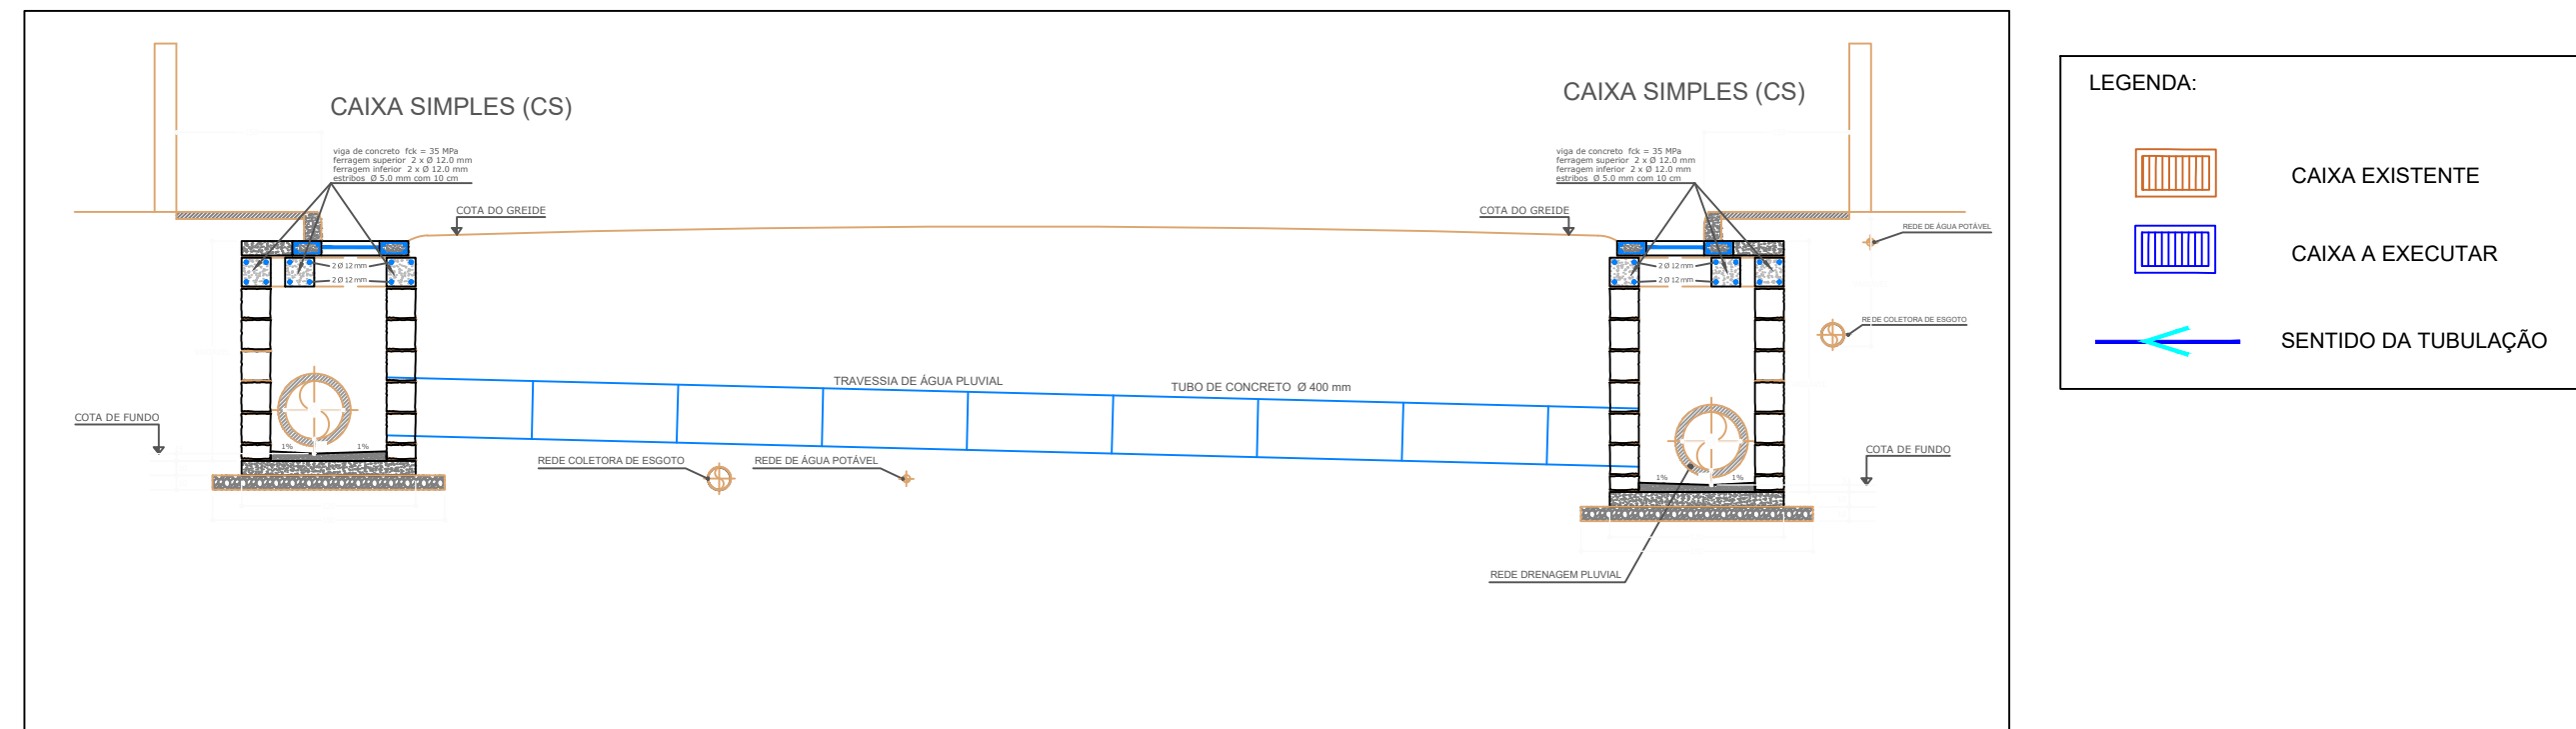 CAIXA SIMPLES (CS)
viga de concreto fck = 35 MPa
ferragem superior 2 x Ø 12.0 mm
ferragem inferior 2 x Ø 12.0 mm
estribos Ø 5.0 mm com 10 cm
COTA DO GREIDE
2 Ø 12 mm
2 Ø 12 mm
COTA DE FUNDO
1%
1%
TRAVESSIA DE ÁGUA PLUVIAL
TUBO DE CONCRETO Ø 400 mm
REDE COLETORA DE ESGOTO
REDE DE ÁGUA POTÁVEL
CAIXA SIMPLES (CS)
viga de concreto fck = 35 MPa
ferragem superior 2 x Ø 12.0 mm
ferragem inferior 2 x Ø 12.0 mm
estribos Ø 5.0 mm com 10 cm
COTA DO GREIDE
REDE DE ÁGUA POTÁVEL
2 Ø 12 mm
2 Ø 12 mm
REDE COLETORA DE ESGOTO
COTA DE FUNDO
1%
1%
REDE DRENAGEM PLUVIAL
LEGENDA:
CAIXA EXISTENTE
CAIXA A EXECUTAR
SENTIDO DA TUBULAÇÃO